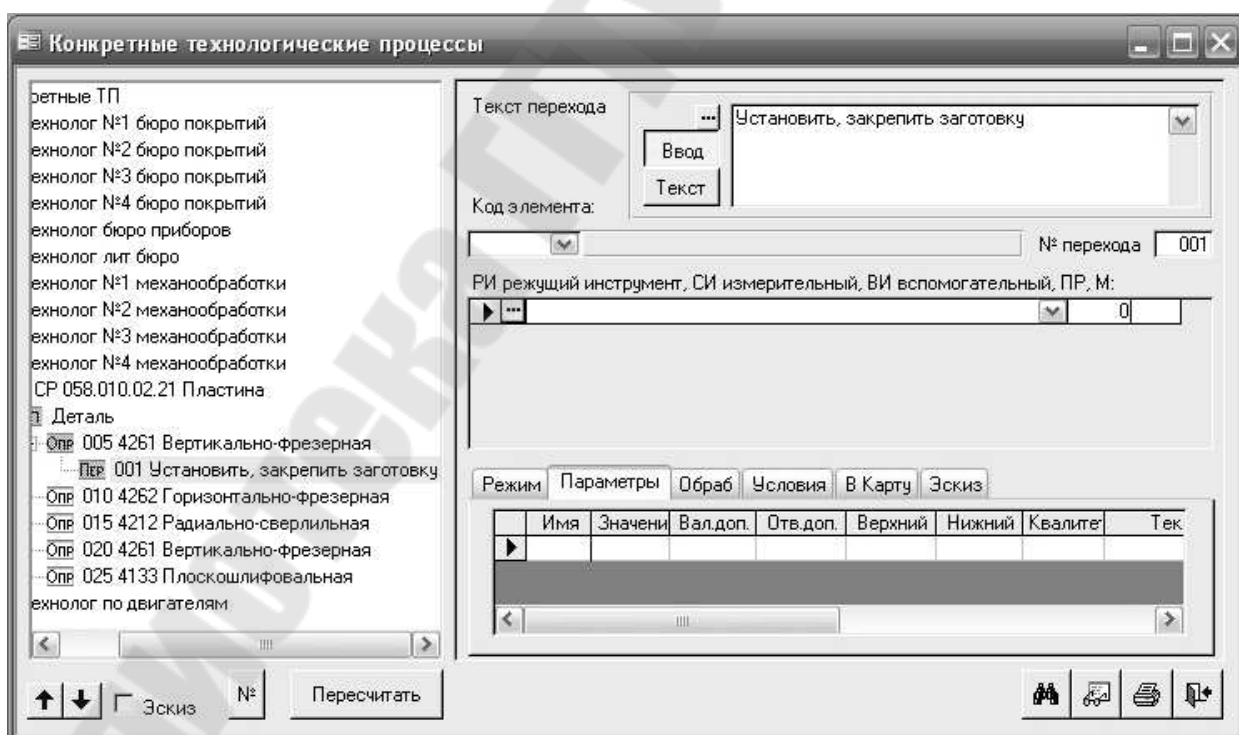 Конкретные технологические процессы
ретные ТП
ехнолог №1 бюро покрытий
ехнолог №2 бюро покрытий
ехнолог №3 бюро покрытий
ехнолог №4 бюро покрытий
ехнолог бюро приборов
ехнолог лит бюро
ехнолог №1 механообработки
ехнолог №2 механообработки
ехнолог №3 механообработки
ехнолог №4 механообработки
СР 058.010.02.21 Пластина
Деталь
Опр 005 4261 Вертикально-фрезерная
Пер 001 Установить, закрепить заготовку
Опр 010 4262 Горизонтально-фрезерная
Опр 015 4212 Радиально-сверлильная
Опр 020 4261 Вертикально-фрезерная
Опр 025 4133 Плоскошлифовальная
ехнолог по двигателям
Эскиз
№
Пересчитать
Текст перехода
...
Ввод
Текст
Установить, закрепить заготовку
Код элемента:
№ перехода 001
РИ режущий инструмент, СИ измерительный, ВИ вспомогательный, ПР, М:
... 0
Режим Параметры Обраб Условия В Карту Эскиз
Имя Значени Вал.доп. Отв.доп. Верхний Нижний Квалитет Тек